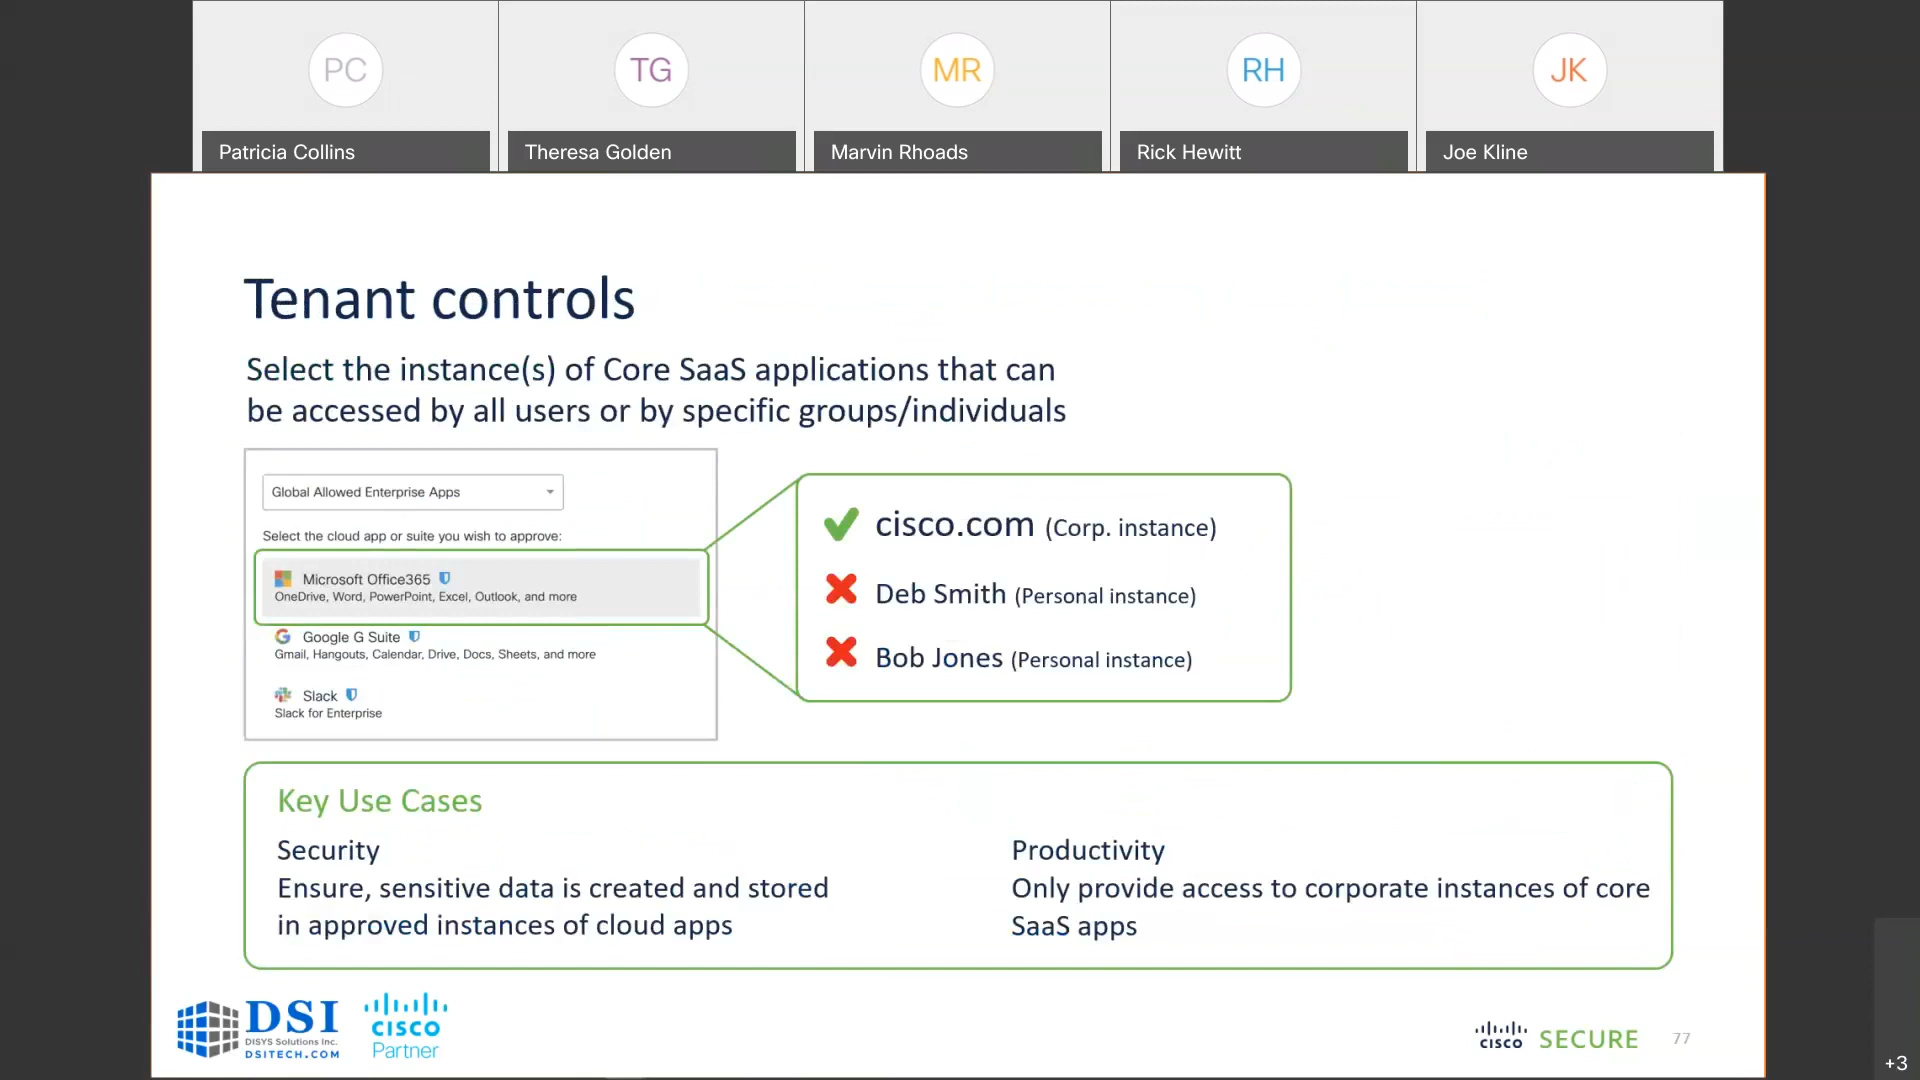 PC
TG
MR
RH
JK
Patricia Collins
Theresa Golden
Marvin Rhoads
Rick Hewitt
Joe Kline
Tenant controls
Select the instance(s) of Core SaaS applications that can
be accessed by all users or by specific groups/individuals
Global Allowed Enterprise Apps
Select the cloud app or suite you wish to approve:
Microsoft Office365
OneDrive, Word, PowerPoint, Excel, Outlook, and more
Google G Suite
Gmail, Hangouts, Calendar, Drive, Docs, Sheets, and more
Slack
Slack for Enterprise
cisco.com (Corp. instance)
Deb Smith (Personal instance)
Bob Jones (Personal instance)
Key Use Cases
Security
Ensure, sensitive data is created and stored
in approved instances of cloud apps
Productivity
Only provide access to corporate instances of core
SaaS apps
DSI
DISYS Solutions Inc.
DSITECH.COM
CISCO
Partner
CISCO
SECURE
77
+3